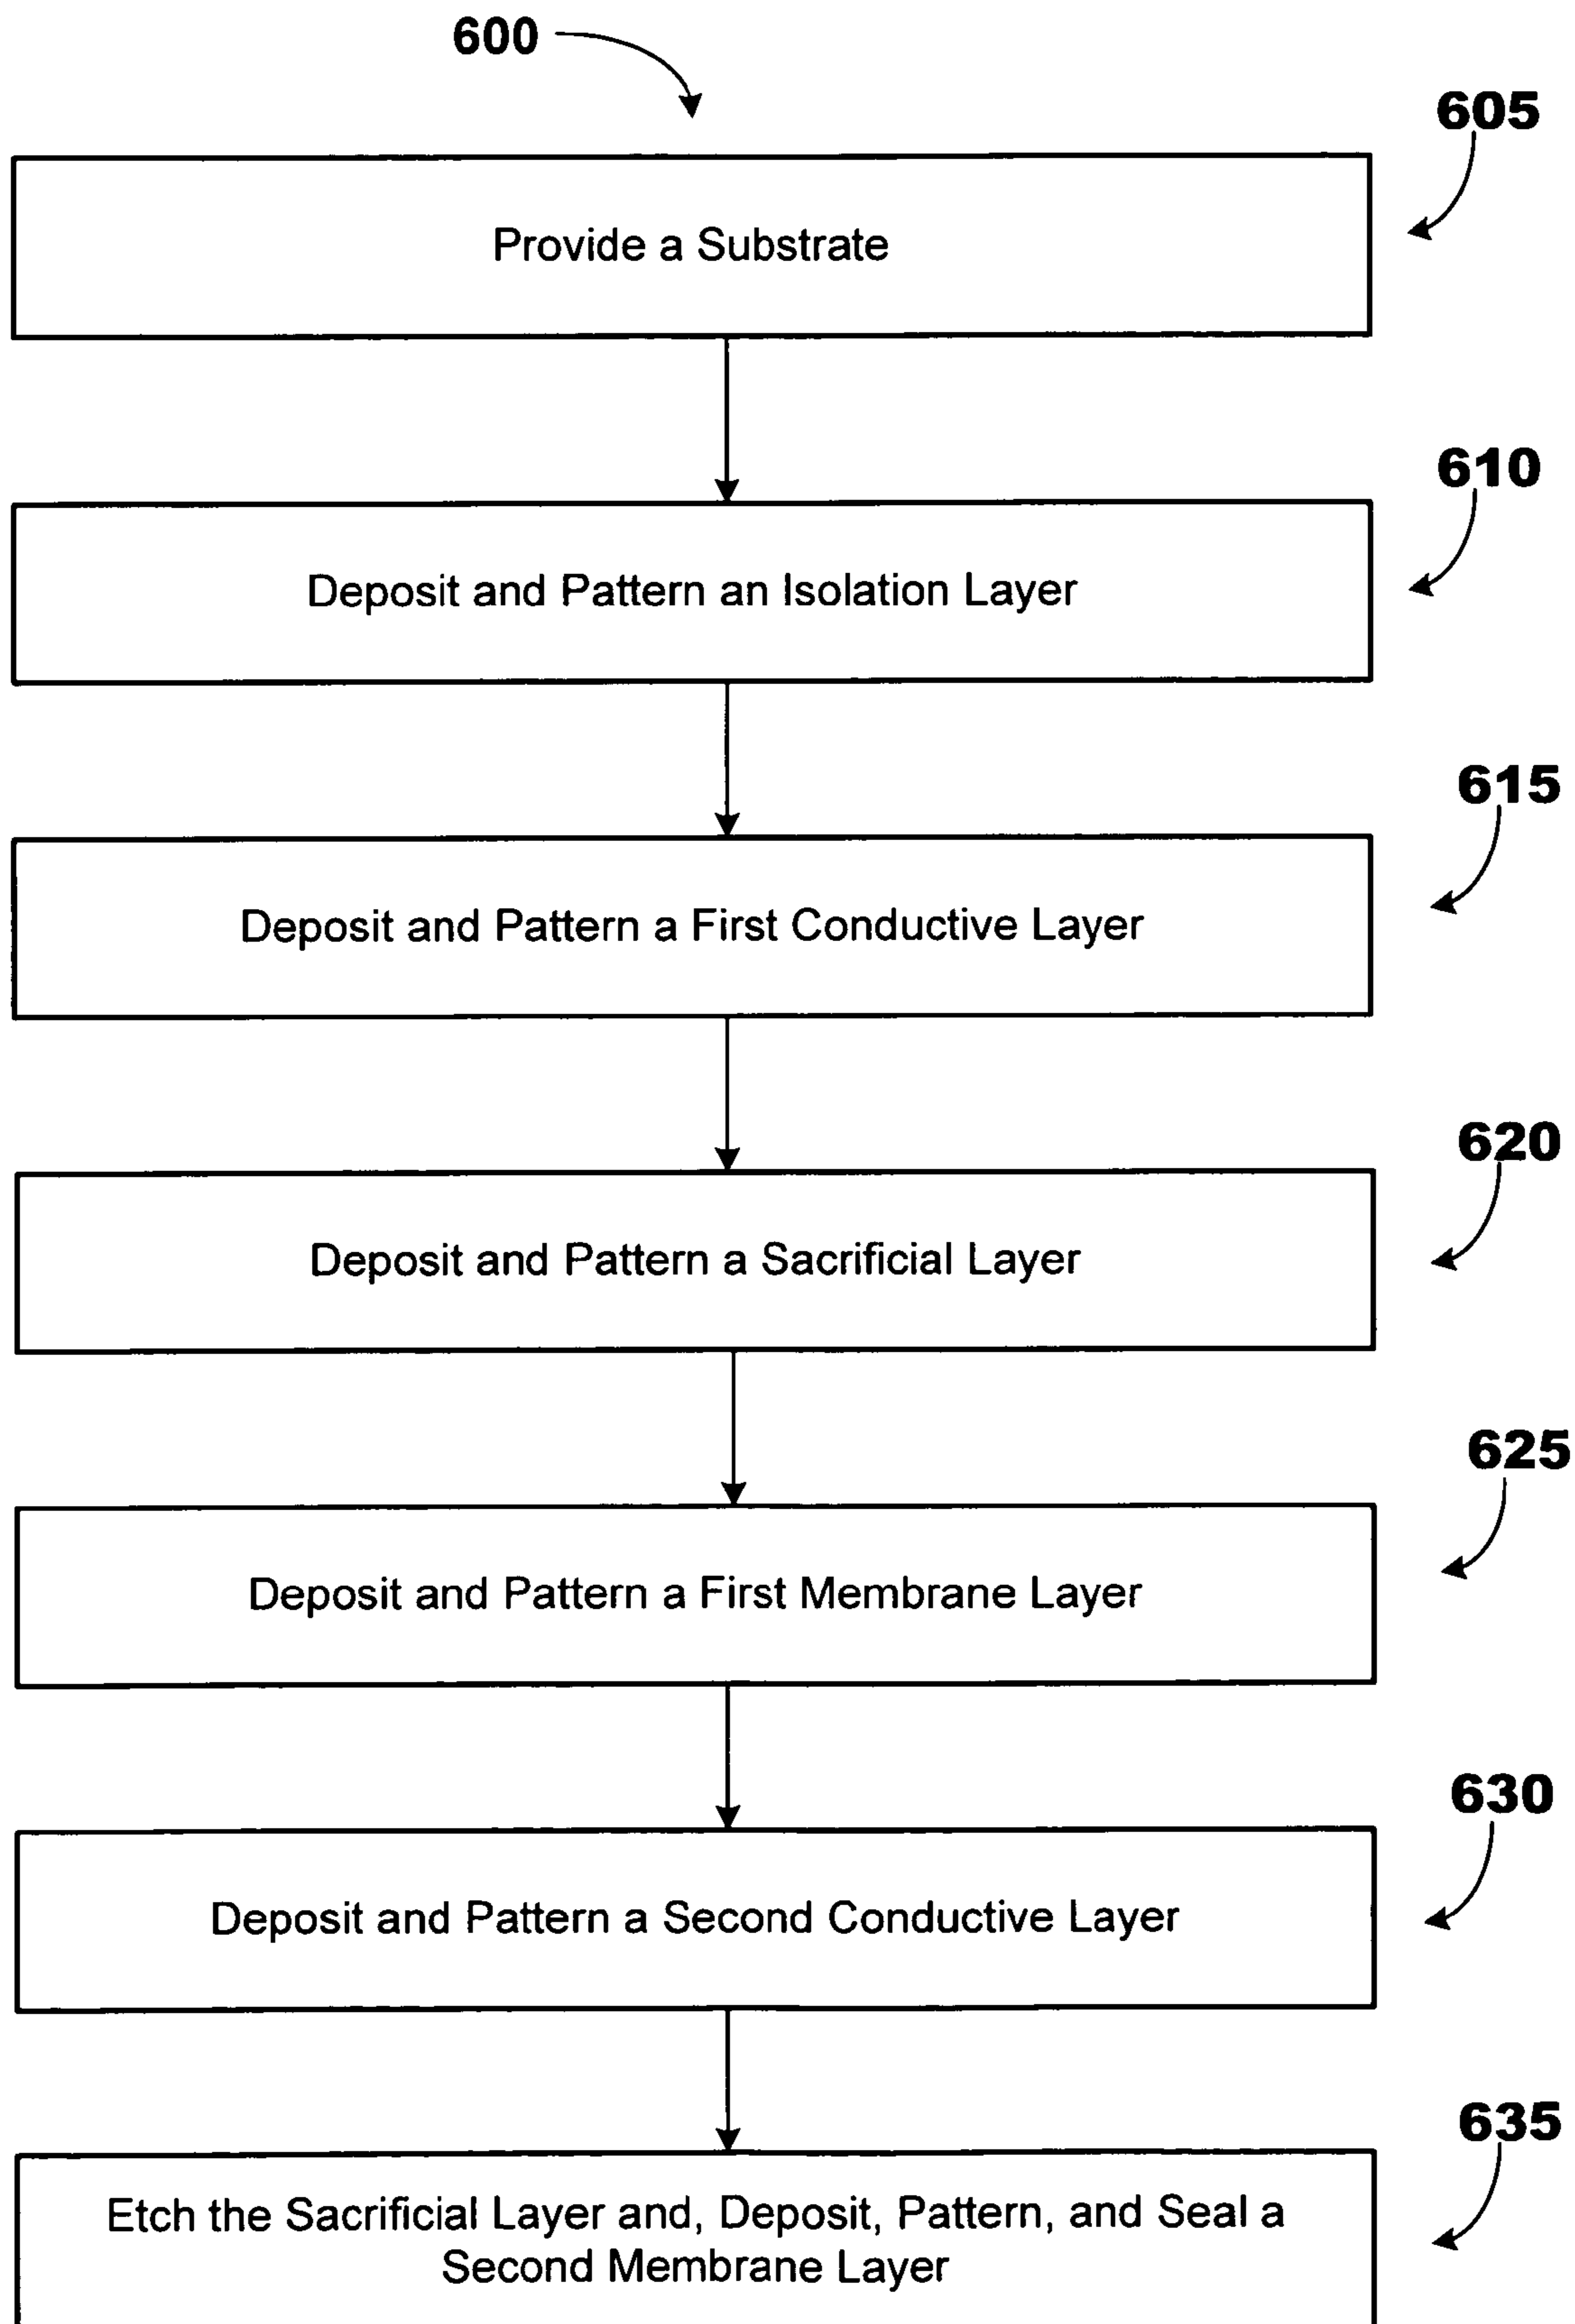 600
605
Provide a Substrate
610
Deposit and Pattern an Isolation Layer
615
Deposit and Pattern a First Conductive Layer
620
Deposit and Pattern a Sacrificial Layer
625
Deposit and Pattern a First Membrane Layer
630
Deposit and Pattern a Second Conductive Layer
635
Etch the Sacrificial Layer and, Deposit, Pattern, and Seal a
Second Membrane Layer